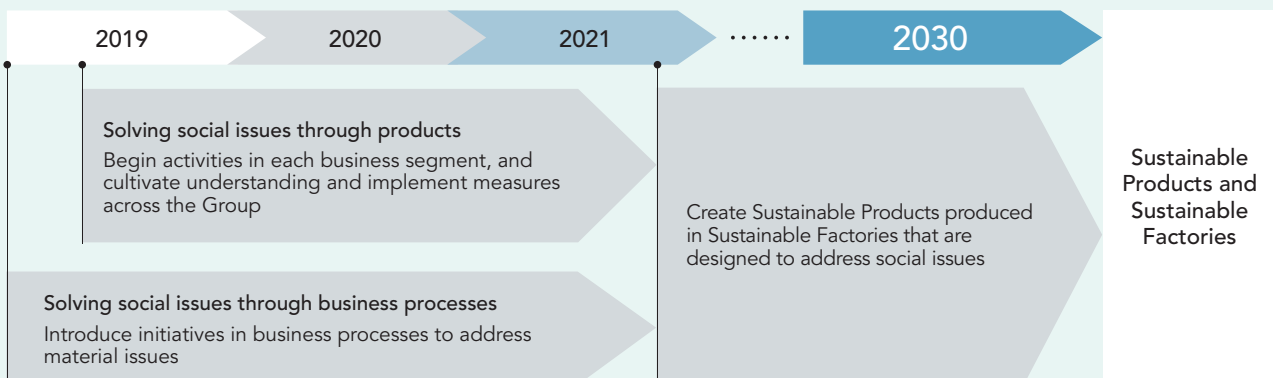 2019
2020
2021
......
2030
Solving social issues through products
Begin activities in each business segment, and
cultivate understanding and implement measures
across the Group
Solving social issues through business processes
Introduce initiatives in business processes to address
material issues
Create Sustainable Products produced
in Sustainable Factories that are
designed to address social issues
Sustainable
Products and
Sustainable
Factories